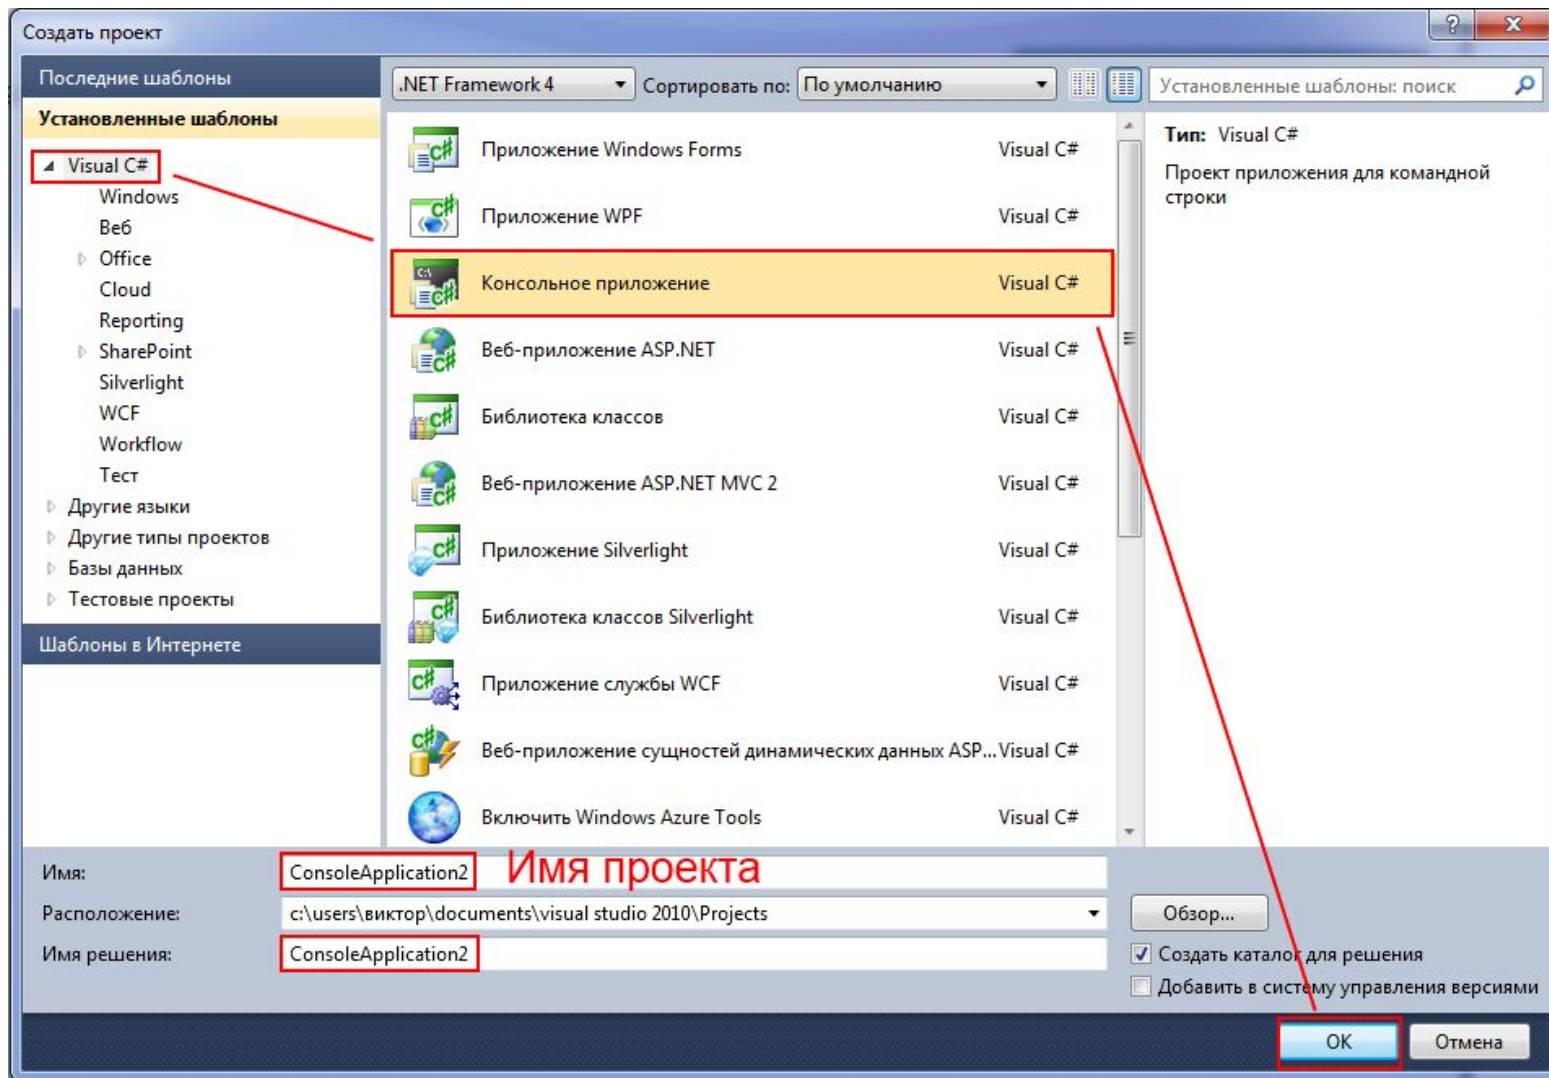 Создать проект
Последние шаблоны
.NET Framework 4
Сортировать по:
По умолчанию
Установленные шаблоны: поиск
Установленные шаблоны
Visual C#
Windows
Веб
Office
Cloud
Reporting
SharePoint
Silverlight
WCF
Workflow
Тест
Другие языки
Другие типы проектов
Базы данных
Тестовые проекты
Шаблоны в Интернете
Приложение Windows Forms Visual C#
Приложение WPF Visual C#
Консольное приложение Visual C#
Веб-приложение ASP.NET Visual C#
Библиотека классов Visual C#
Веб-приложение ASP.NET MVC 2 Visual C#
Приложение Silverlight Visual C#
Библиотека классов Silverlight Visual C#
Приложение службы WCF Visual C#
Веб-приложение сущностей динамических данных ASP... Visual C#
Включить Windows Azure Tools Visual C#
Тип: Visual C#
Проект приложения для командной
строки
Имя: ConsoleApplication2 Имя проекта
Расположение: c:\users\виктор\documents\visual studio 2010\Projects Обзор...
Имя решения: ConsoleApplication2
Создать каталог для решения
Добавить в систему управления версиями
OK Отмена